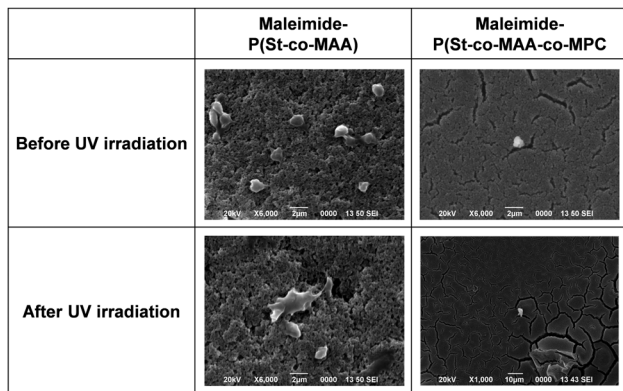 Maleimide-
P(St-co-MAA)
Maleimide-
P(St-co-MAA-co-MPC
Before UV irradiation
20kV X6,000 2μm 0000 13 50 SEI
20kV X6,000 2μm 0000 13 50 SEI
After UV irradiation
20kV X6,000 2μm 0000 13 50 SEI
20kV X1,000 10μm 0000 13 43 SEI